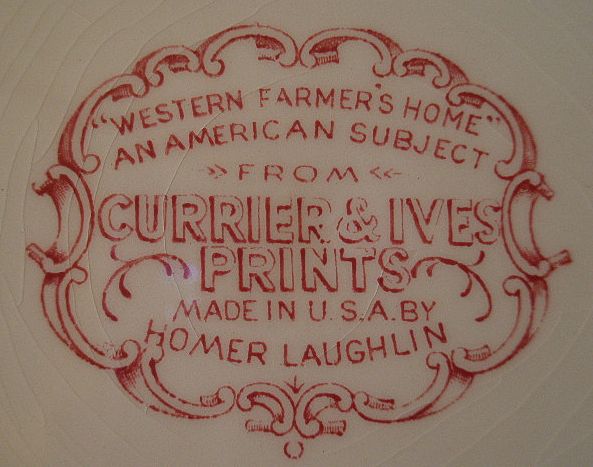 "WESTERN FARMER'S HOME"
AN AMERICAN SUBJECT
FROM
CURRIER & IVES
PRINTS
MADE IN U.S.A. BY
HOMER LAUGHLIN